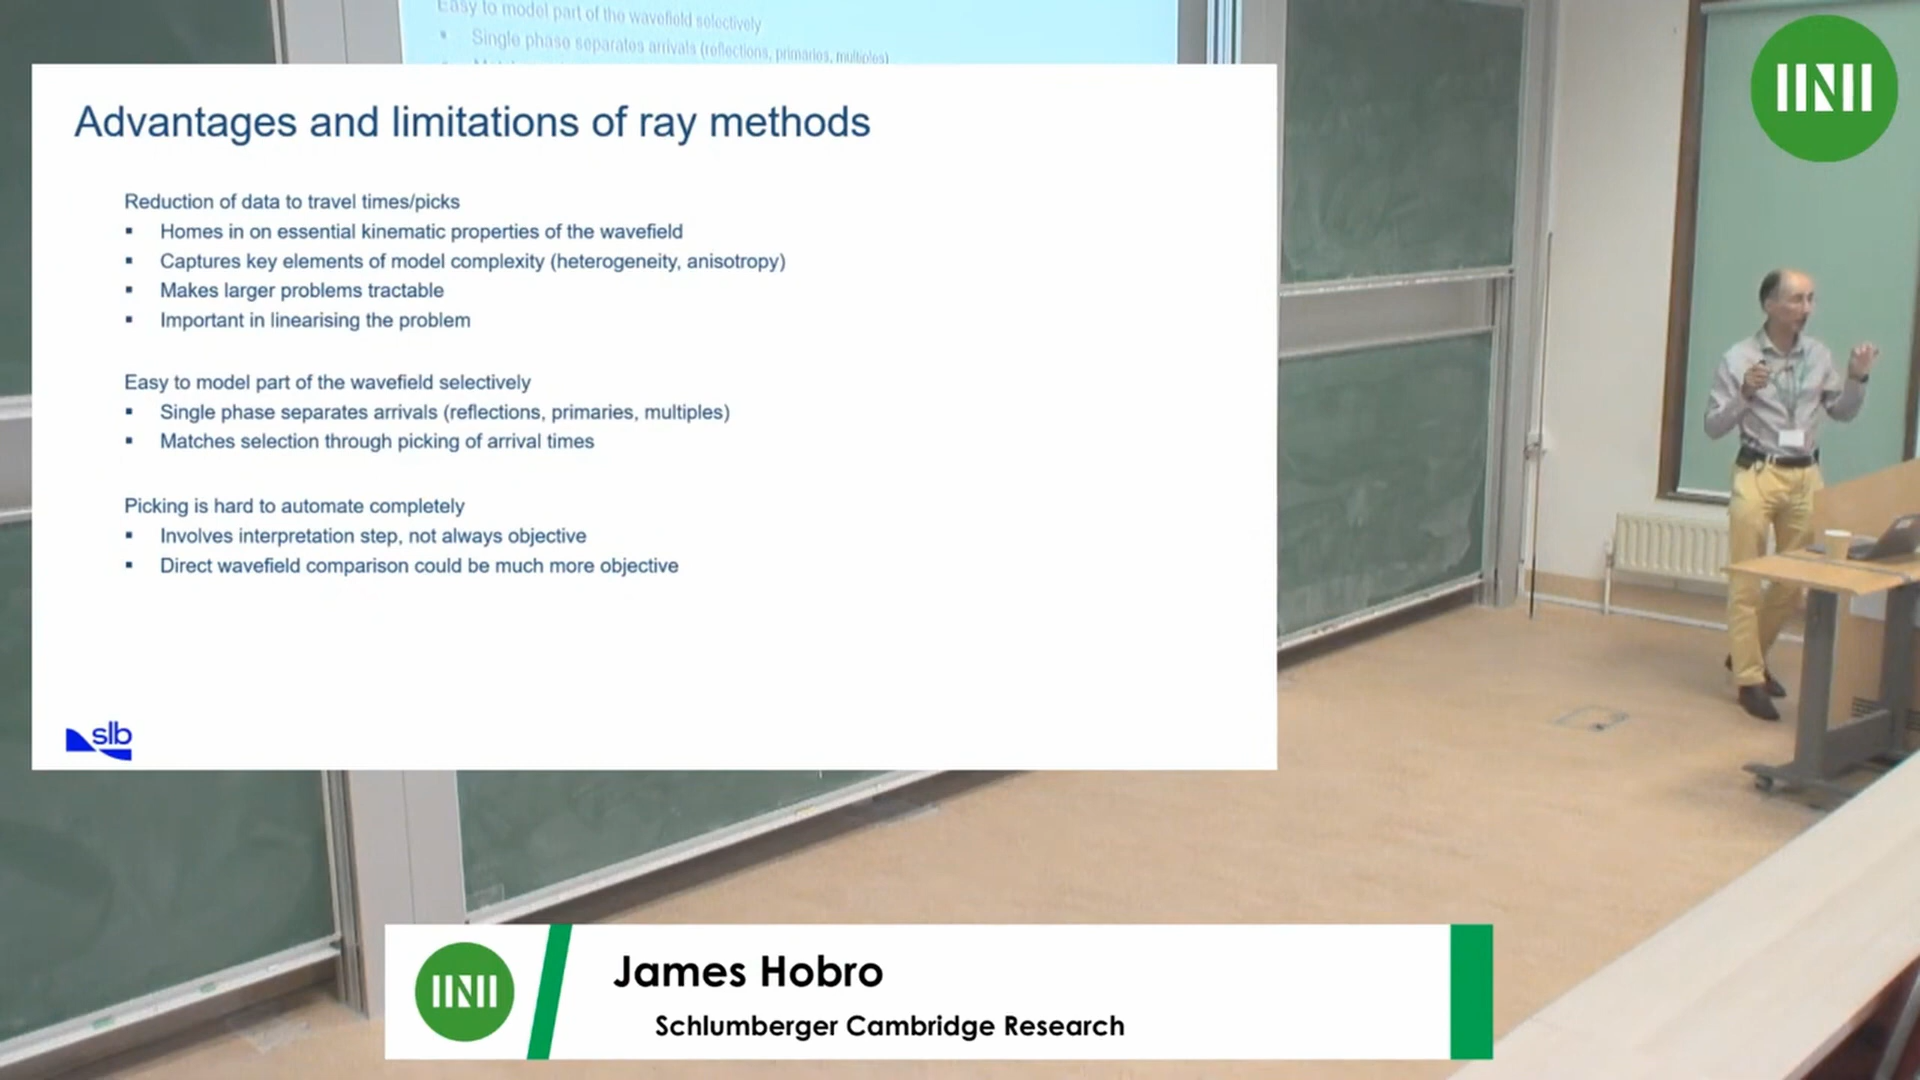 Easy to model part of the wavefield selectively
• Single phase separates arrivals (reflections, primaries, multiples)
Advantages and limitations of ray methods
Reduction of data to travel times/picks
▪ Homes in on essential kinematic properties of the wavefield
▪ Captures key elements of model complexity (heterogeneity, anisotropy)
▪ Makes larger problems tractable
▪ Important in linearising the problem
Easy to model part of the wavefield selectively
▪ Single phase separates arrivals (reflections, primaries, multiples)
▪ Matches selection through picking of arrival times
Picking is hard to automate completely
▪ Involves interpretation step, not always objective
▪ Direct wavefield comparison could be much more objective
slb
James Hobro
Schlumberger Cambridge Research